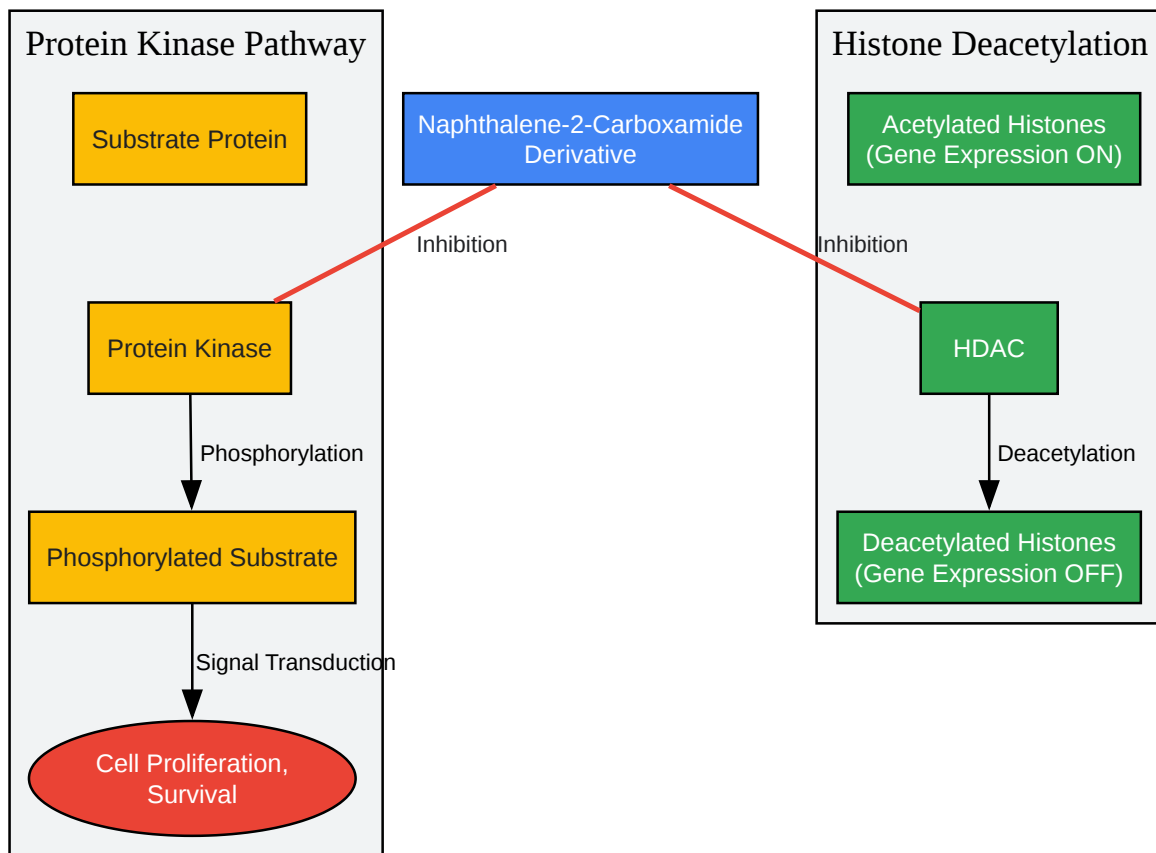 Protein Kinase Pathway
Histone Deacetylation
Substrate Protein
Naphthalene-2-Carboxamide
Derivative
Acetylated Histones
(Gene Expression ON)
Inhibition
Inhibition
Protein Kinase
HDAC
Phosphorylation
Deacetylation
Phosphorylated Substrate
Deacetylated Histones
(Gene Expression OFF)
Signal Transduction
Cell Proliferation,
Survival